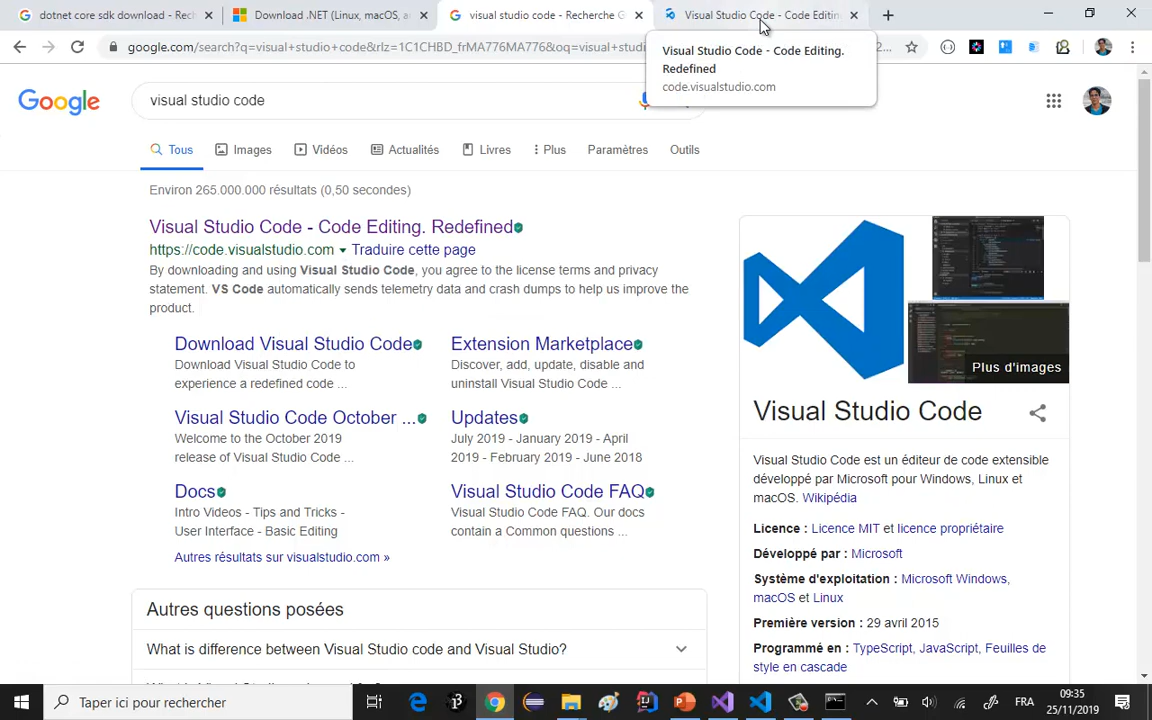 dotnet core sdk download - Rech
Download .NET (Linux, macOS, a
visual studio code - Recherche G
Visual Studio Code - Code Editin
google.com/search?q=visual+studio+code&rlz=1C1CHBD_frMA776MA776&oq=visual+studi
2...
Visual Studio Code - Code Editing.
Redefined
code.visualstudio.com
Google
visual studio code
Tous
Images
Vidéos
Actualités
Livres
Plus
Paramètres
Outils
Environ 265.000.000 résultats (0,50 secondes)
Visual Studio Code - Code Editing. Redefined
https://code.visualstudio.com ▾ Traduire cette page
By downloading and using Visual Studio Code, you agree to the license terms and privacy
statement. VS Code automatically sends telemetry data and crash dumps to help us improve the
product.
Download Visual Studio Code
Download Visual Studio Code to
experience a redefined code ...
Extension Marketplace
Discover, add, update, disable and
uninstall Visual Studio Code ...
Visual Studio Code October ...
Welcome to the October 2019
release of Visual Studio Code ...
Updates
July 2019 - January 2019 - April
2019 - February 2019 - June 2018
Docs
Intro Videos - Tips and Tricks -
User Interface - Basic Editing
Visual Studio Code FAQ
Visual Studio Code FAQ. Our docs
contain a Common questions ...
Autres résultats sur visualstudio.com »
Autres questions posées
What is difference between Visual Studio code and Visual Studio?
Plus d'images
Visual Studio Code
Visual Studio Code est un éditeur de code extensible
développé par Microsoft pour Windows, Linux et
macOS. Wikipédia
Licence : Licence MIT et licence propriétaire
Développé par : Microsoft
Système d'exploitation : Microsoft Windows,
macOS et Linux
Première version : 29 avril 2015
Programmé en : TypeScript, JavaScript, Feuilles de
style en cascade
Taper ici pour rechercher
FRA
09:35
25/11/2019